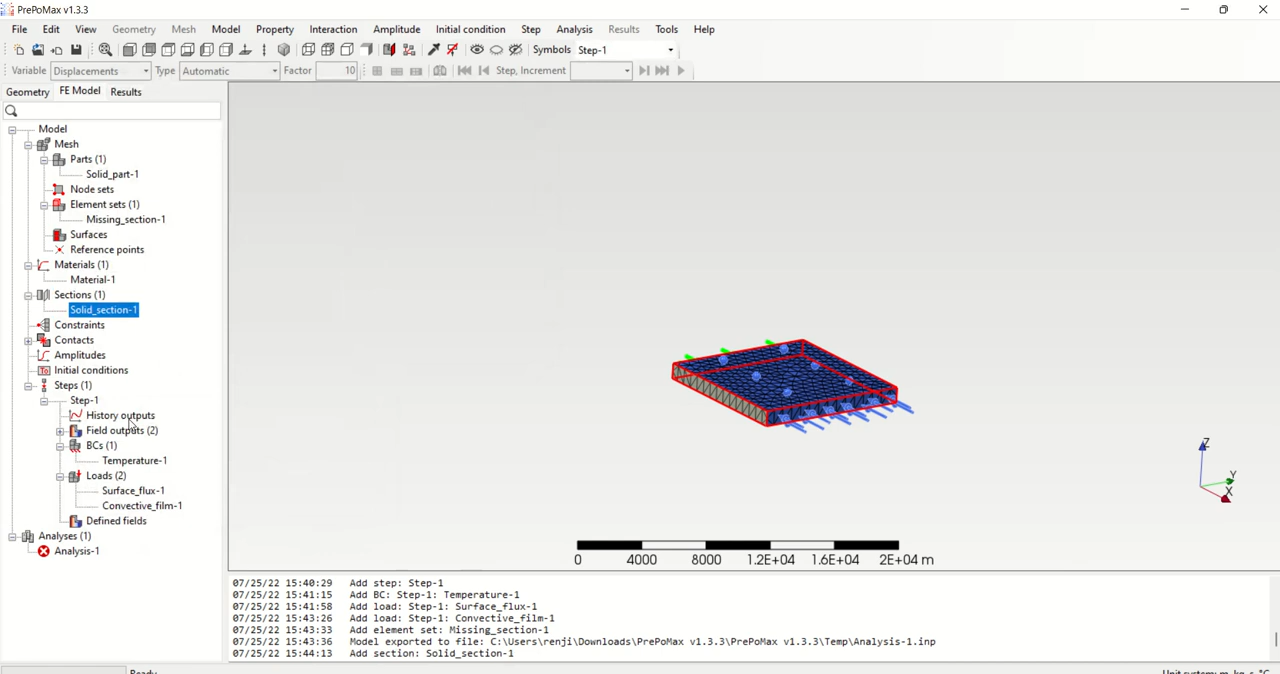 PrePoMax v1.3.3
File Edit View Geometry Mesh Model Property Interaction Amplitude Initial condition Step Analysis Results Tools Help
Symbols Step-1
Variable Displacements Type Automatic Factor 10 Step, Increment
Geometry FE Model Results
Model
Mesh
Parts (1)
Solid_part-1
Node sets
Element sets (1)
Missing_section-1
Surfaces
Reference points
Materials (1)
Material-1
Sections (1)
Solid_section-1
Constraints
Contacts
Amplitudes
Initial conditions
Steps (1)
Step-1
History outputs
Field outputs (2)
BCs (1)
Temperature-1
Loads (2)
Surface_flux-1
Convective_film-1
Defined fields
Analyses (1)
Analysis-1
Z
Y
X
0 4000 8000 1.2E+04 1.6E+04 2E+04 m
07/25/22 15:40:29 Add step: Step-1
07/25/22 15:41:15 Add BC: Step-1: Temperature-1
07/25/22 15:41:58 Add load: Step-1: Surface_flux-1
07/25/22 15:43:26 Add load: Step-1: Convective_film-1
07/25/22 15:43:33 Add element set: Missing_section-1
07/25/22 15:43:36 Model exported to file: C:\Users\renji\Downloads\PrePoMax v1.3.3\PrePoMax v1.3.3\Temp\Analysis-1.inp
07/25/22 15:44:13 Add section: Solid_section-1
Ready
Unit system: m, kg, s, °C